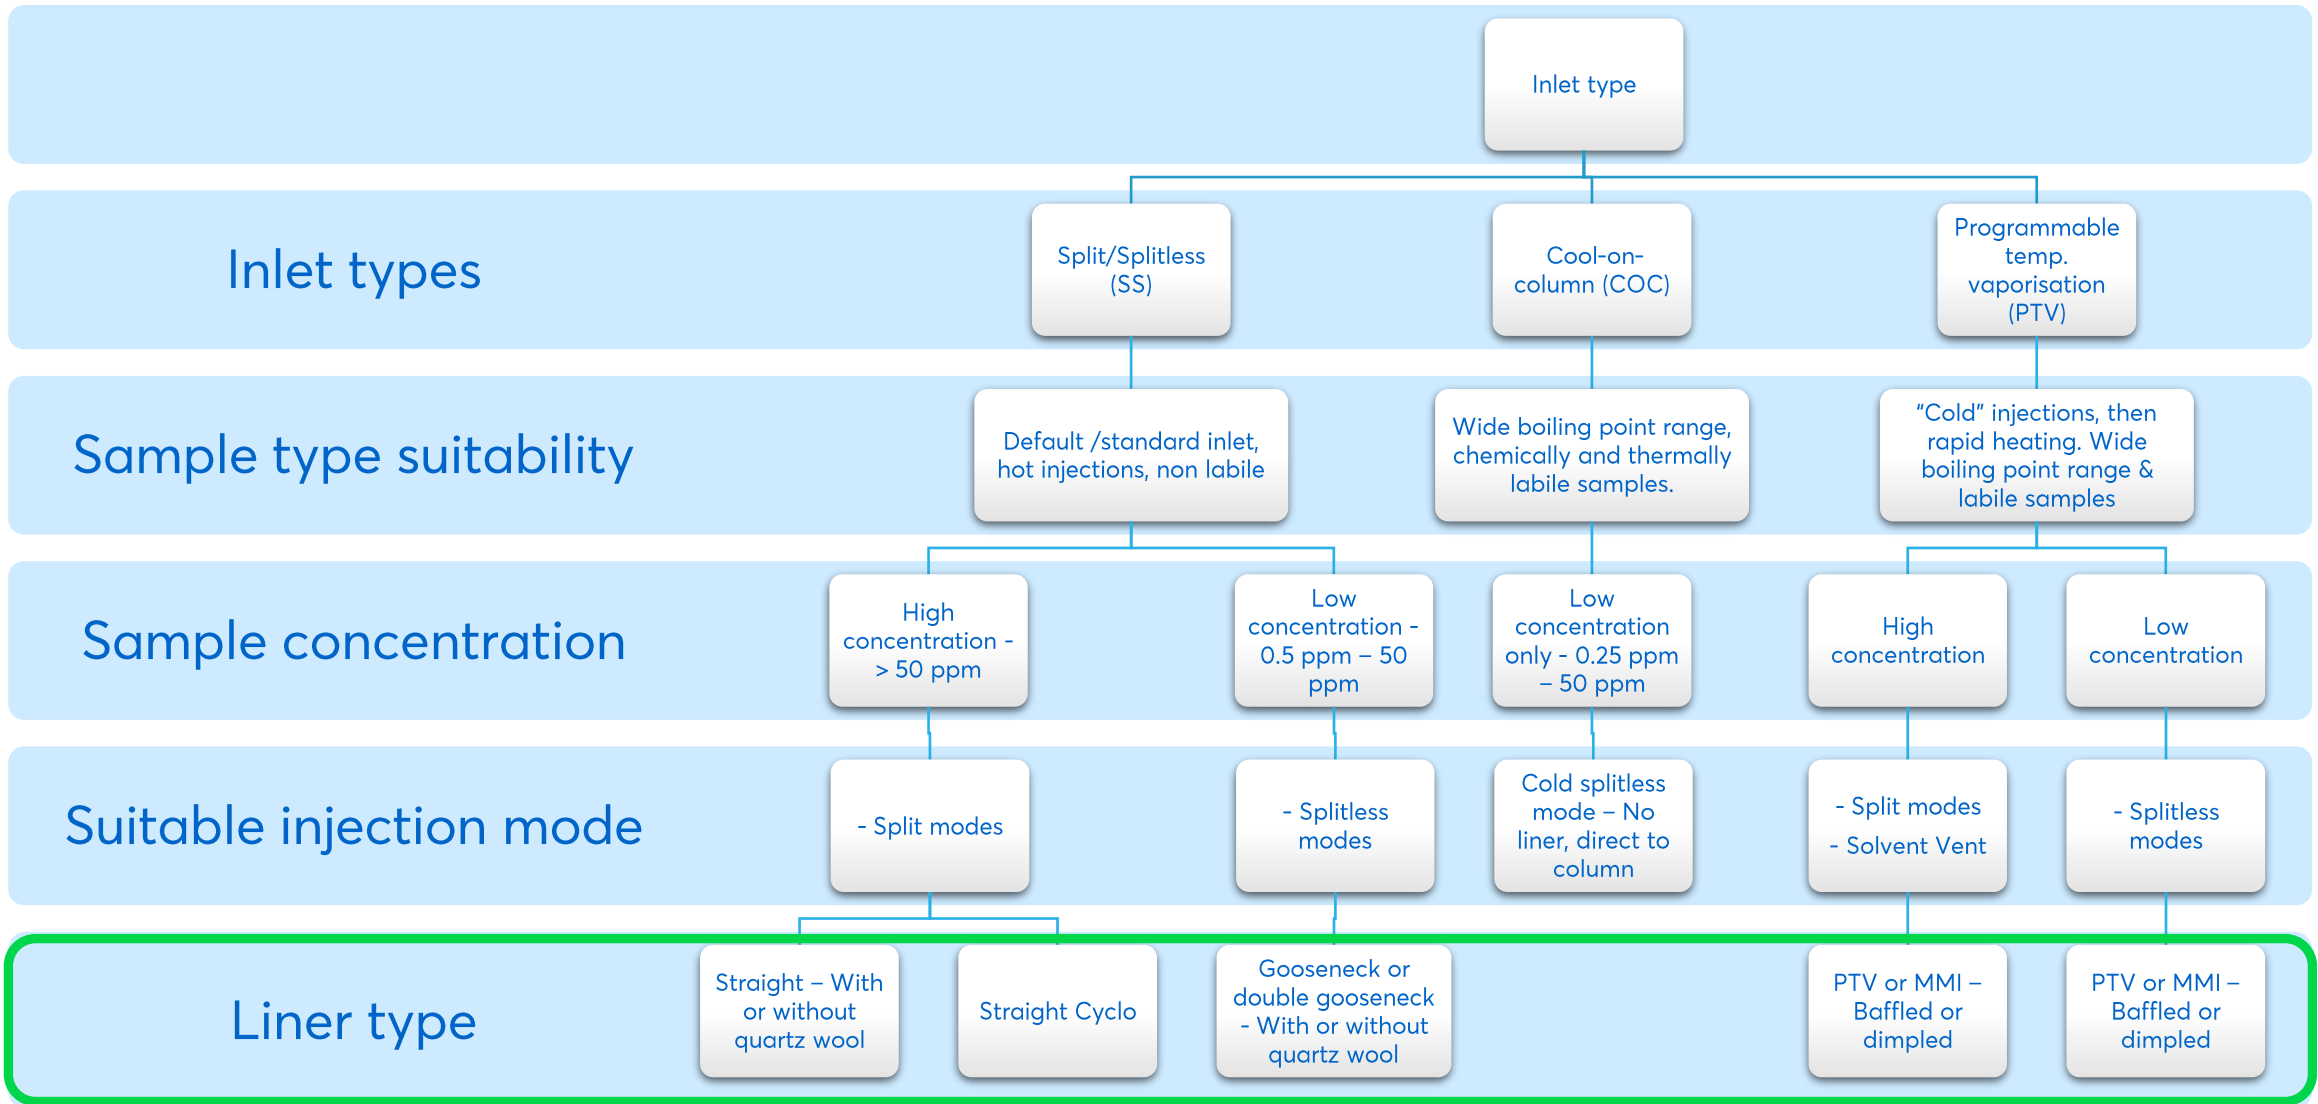 Inlet type
Inlet types
Split/Splitless
(SS)
Cool-on-
column (COC)
Programmable
temp.
vaporisation
(PTV)
Sample type suitability
Default /standard inlet,
hot injections, non labile
Wide boiling point range,
chemically and thermally
labile samples.
“Cold” injections, then
rapid heating. Wide
boiling point range &
labile samples
Sample concentration
High
concentration -
> 50 ppm
Low
concentration -
0.5 ppm – 50
ppm
Low
concentration
only - 0.25 ppm
– 50 ppm
High
concentration
Low
concentration
Suitable injection mode
- Split modes
- Splitless
modes
Cold splitless
mode – No
liner, direct to
column
- Split modes
- Solvent Vent
- Splitless
modes
Liner type
Straight – With
or without
quartz wool
Straight Cyclo
Gooseneck or
double gooseneck
- With or without
quartz wool
PTV or MMI –
Baffled or
dimpled
PTV or MMI –
Baffled or
dimpled